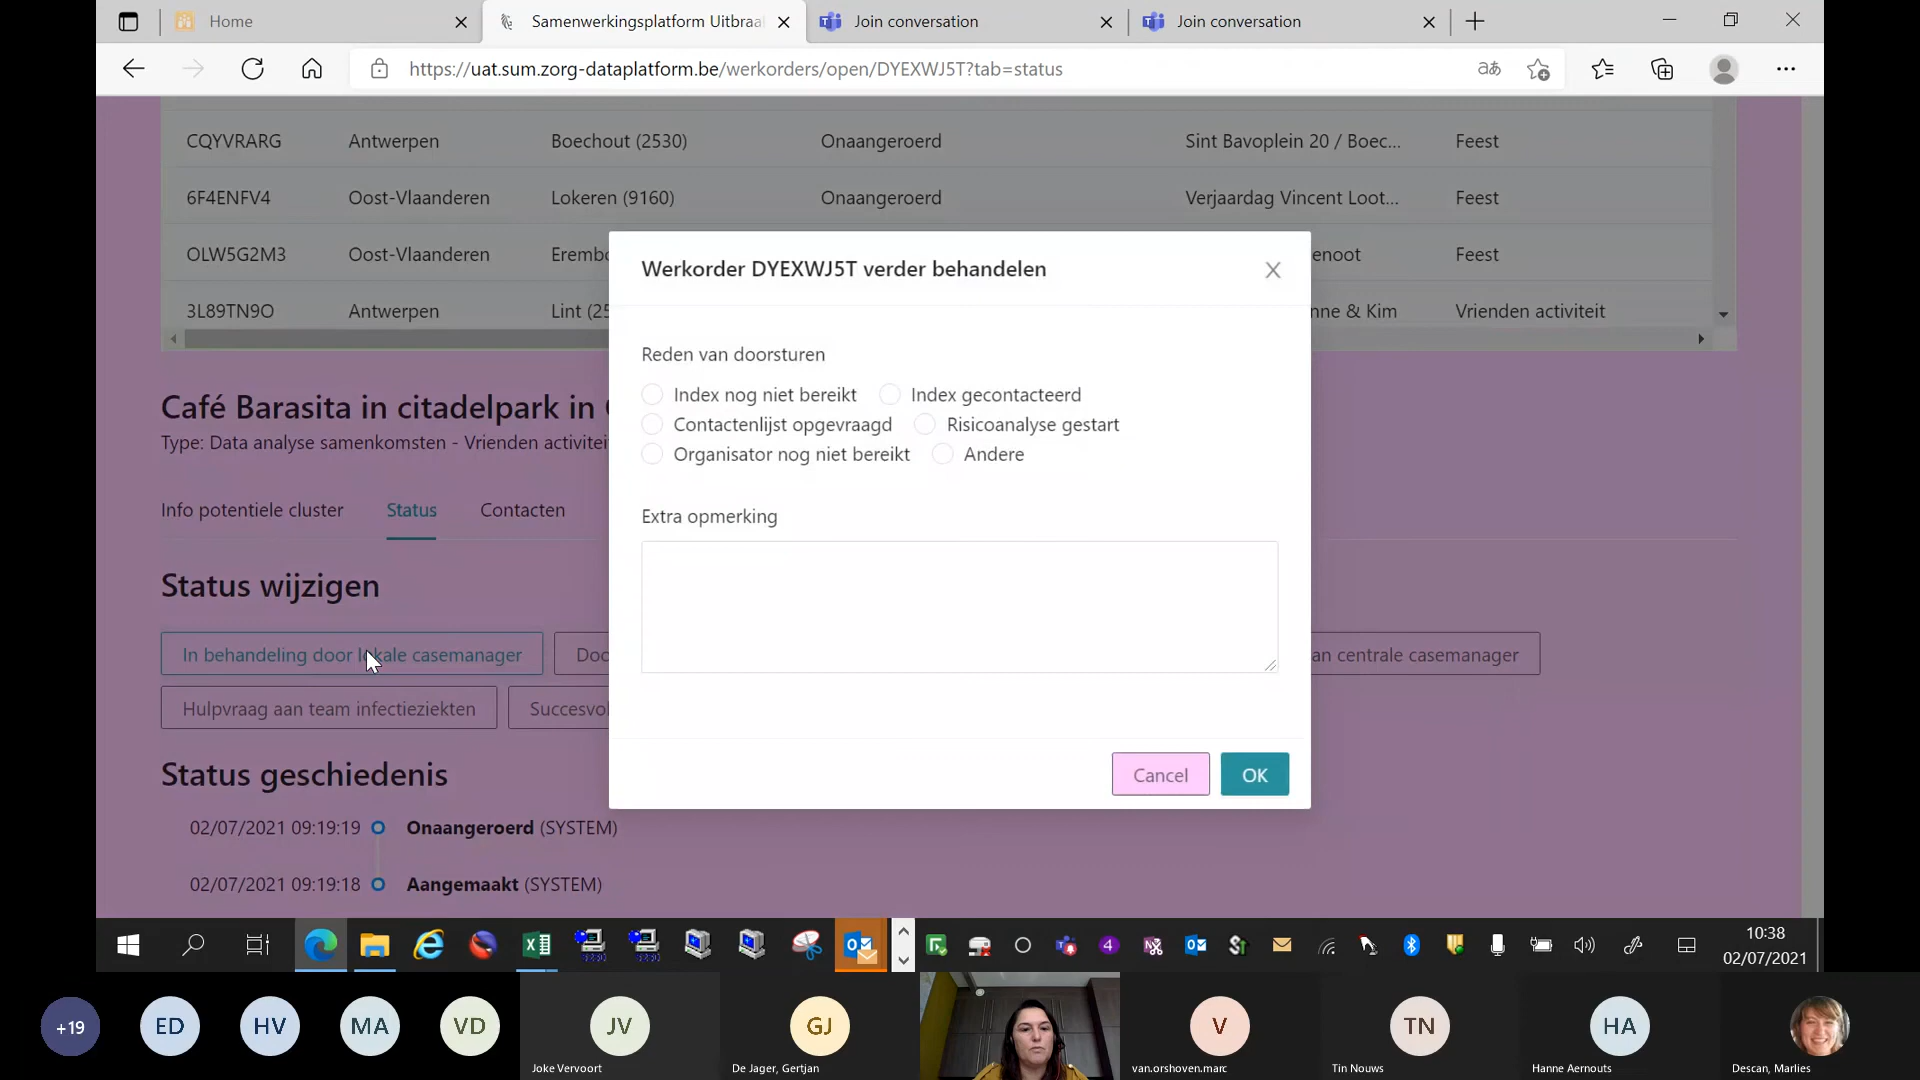 Home
Samenwerkingsplatform Uitbraa
Join conversation
Join conversation
https://uat.sum.zorg-dataplatform.be/werkorders/open/DYEXWJ5T?tab=status
CQYVRARG Antwerpen Boechout (2530) Onaangeroerd Sint Bavoplein 20 / Boec... Feest
6F4ENFV4 Oost-Vlaanderen Lokeren (9160) Onaangeroerd Verjaardag Vincent Loot... Feest
OLW5G2M3 Oost-Vlaanderen Erembo enoot Feest
3L89TN9O Antwerpen Lint (25 nne & Kim Vrienden activiteit
Werkorder DYEXWJ5T verder behandelen
Reden van doorsturen
Index nog niet bereikt Index gecontacteerd
Contactenlijst opgevraagd Risicoanalyse gestart
Organisator nog niet bereikt Andere
Extra opmerking
Cancel OK
Café Barasita in citadelpark in
Type: Data analyse samenkomsten - Vrienden activitei
Info potentiele cluster Status Contacten
Status wijzigen
In behandeling door lokale casemanager Doo an centrale casemanager
Hulpvraag aan team infectieziekten Succesvol
Status geschiedenis
02/07/2021 09:19:19 Onaangeroerd (SYSTEM)
02/07/2021 09:19:18 Aangemaakt (SYSTEM)
10:38
02/07/2021
+19 ED HV MA VD JV GJ V TN HA
Joke Vervoort De Jager, Gertjan van.orshoven.marc Tin Nouws Hanne Aernouts Descan, Marlies